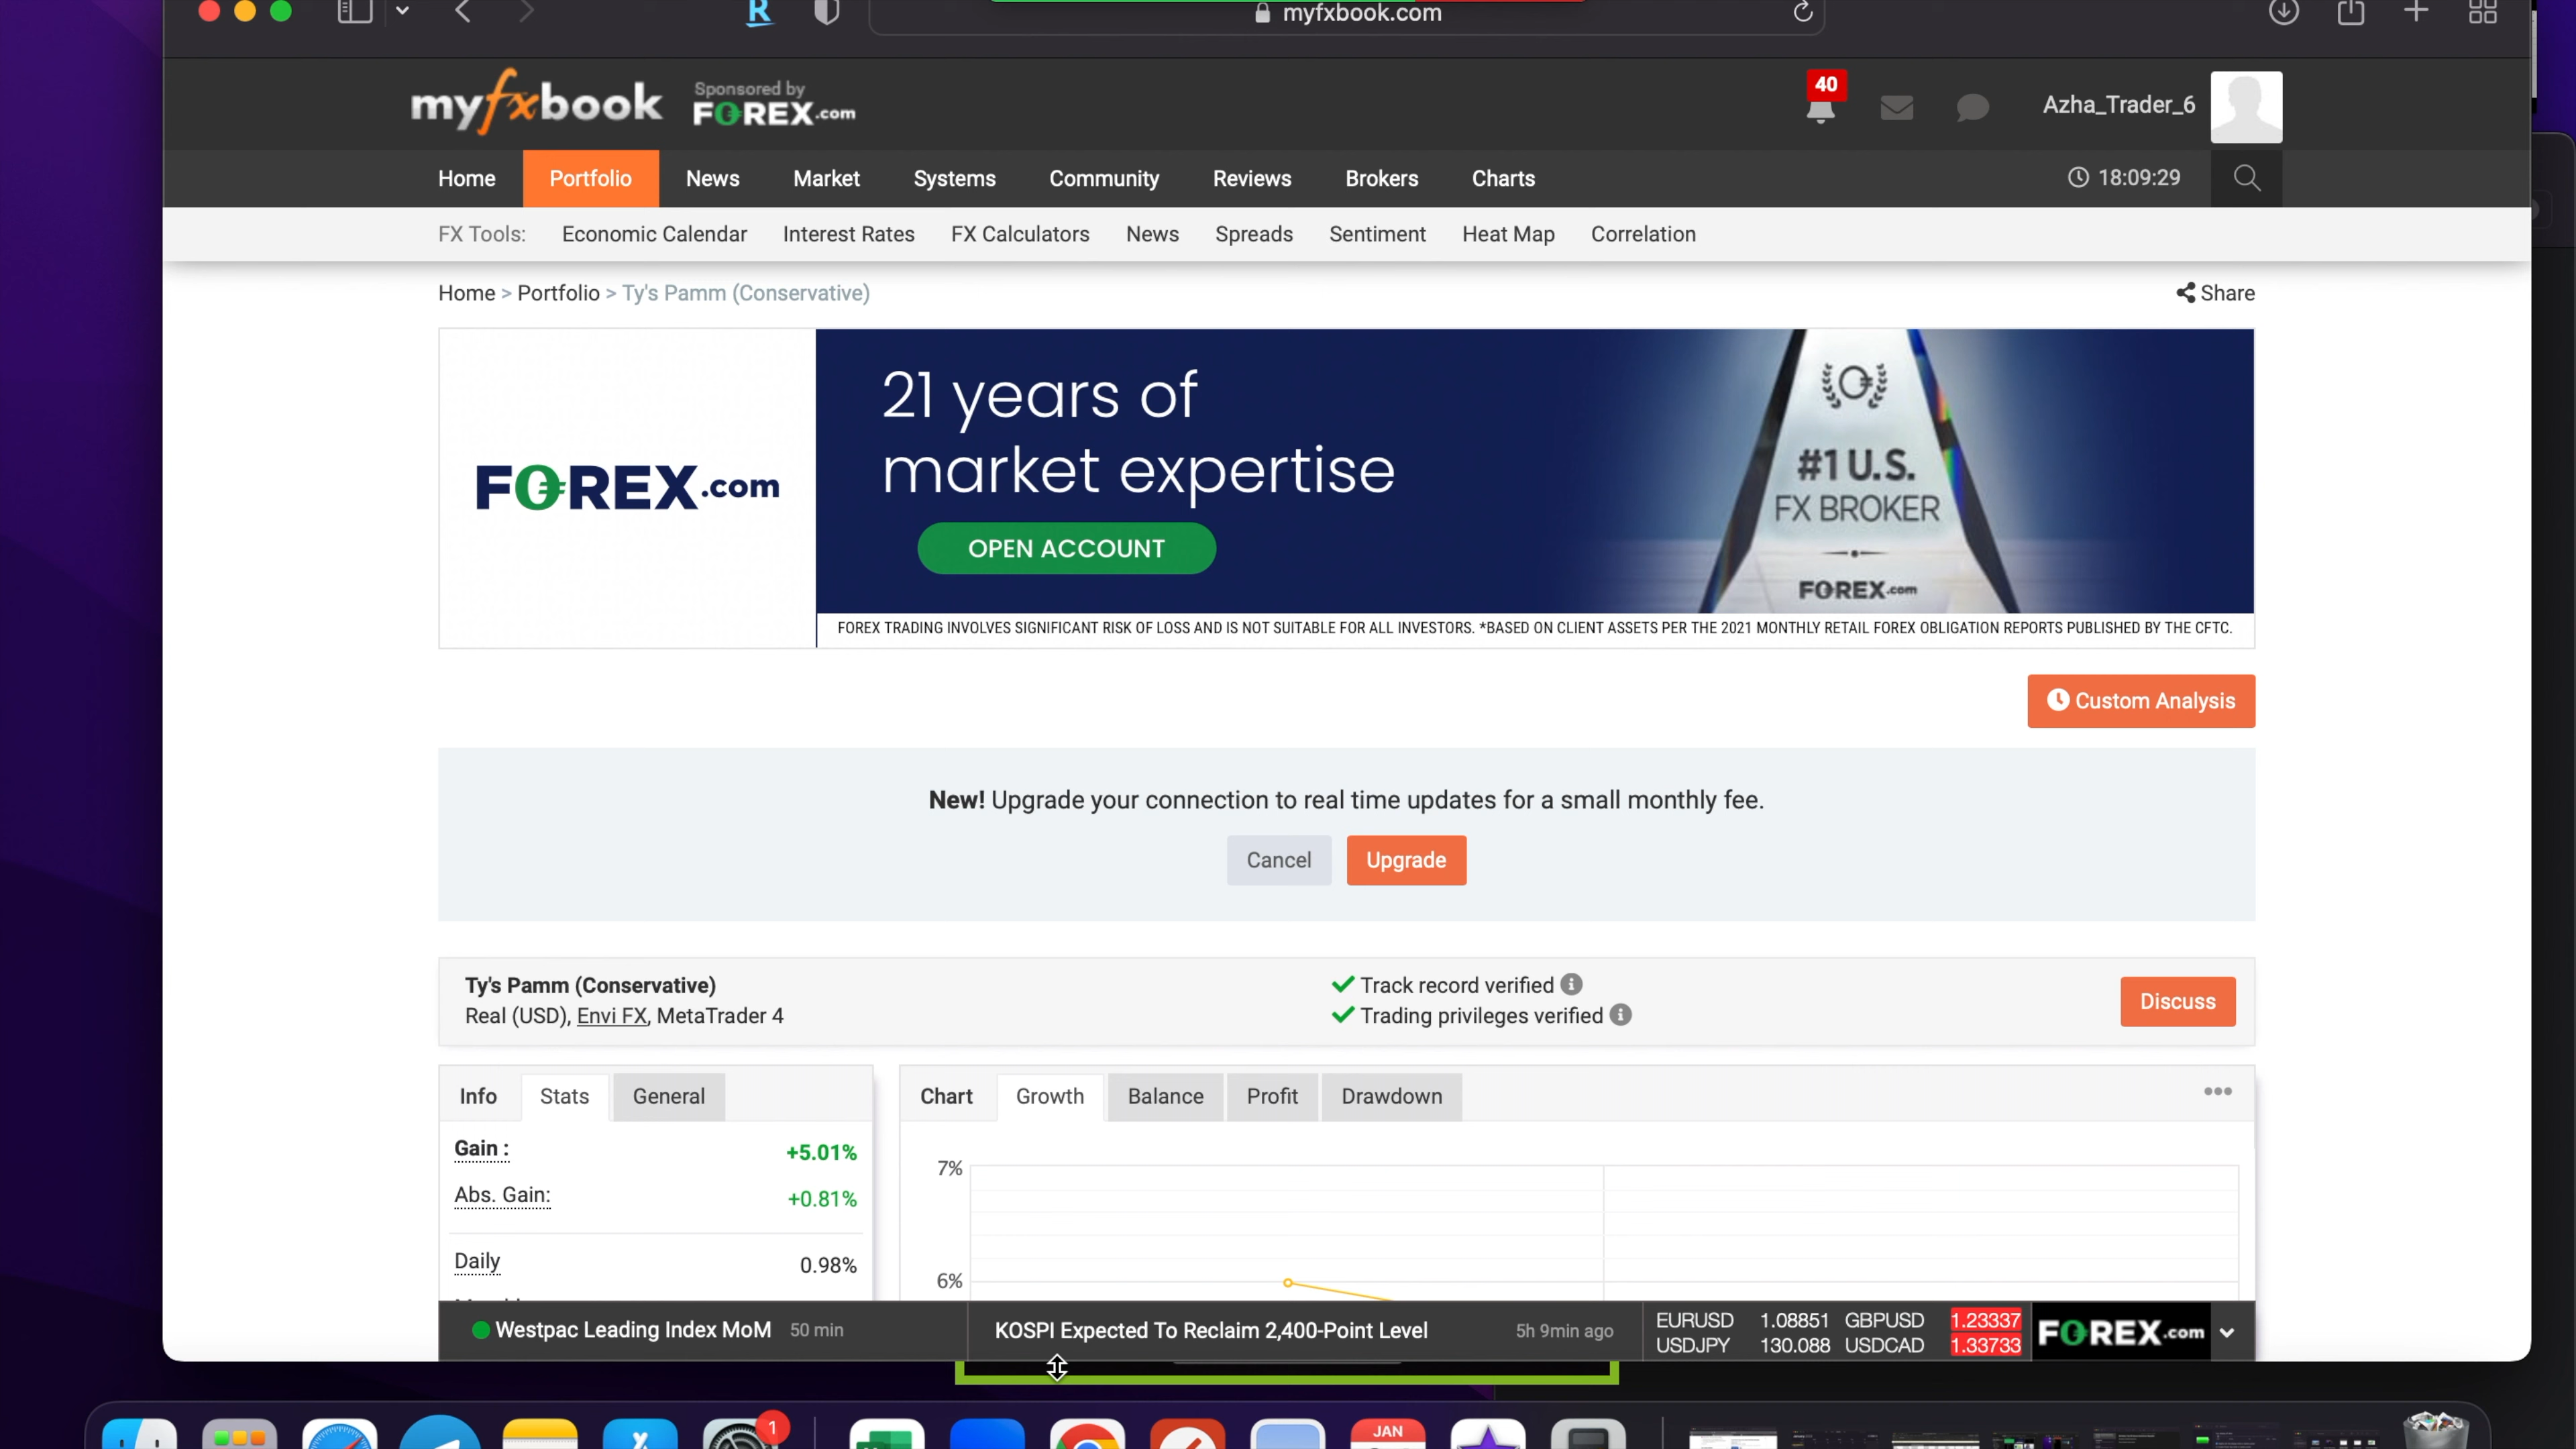 myfxbook.com
myfxbook
Sponsored by
FOREX.com
40
Azha_Trader_6
Home Portfolio News Market Systems Community Reviews Brokers Charts
18:09:29
FX Tools: Economic Calendar Interest Rates FX Calculators News Spreads Sentiment Heat Map Correlation
Home > Portfolio > Ty's Pamm (Conservative)
Share
FOREX.com
21 years of
market expertise
OPEN ACCOUNT
#1 U.S.
FX BROKER
FOREX.com
FOREX TRADING INVOLVES SIGNIFICANT RISK OF LOSS AND IS NOT SUITABLE FOR ALL INVESTORS. *BASED ON CLIENT ASSETS PER THE 2021 MONTHLY RETAIL FOREX OBLIGATION REPORTS PUBLISHED BY THE CFTC.
Custom Analysis
New! Upgrade your connection to real time updates for a small monthly fee.
Cancel Upgrade
Ty's Pamm (Conservative)
Real (USD), Envi FX, MetaTrader 4
Track record verified
Trading privileges verified
Discuss
Info Stats General
Gain : +5.01%
Abs. Gain: +0.81%
Daily 0.98%
Chart Growth Balance Profit Drawdown
7%
6%
Westpac Leading Index MoM 50 min
KOSPI Expected To Reclaim 2,400-Point Level 5h 9min ago
EURUSD 1.08851 GBPUSD 1.23337
USDJPY 130.088 USDCAD 1.33733
FOREX.com
1
JAN